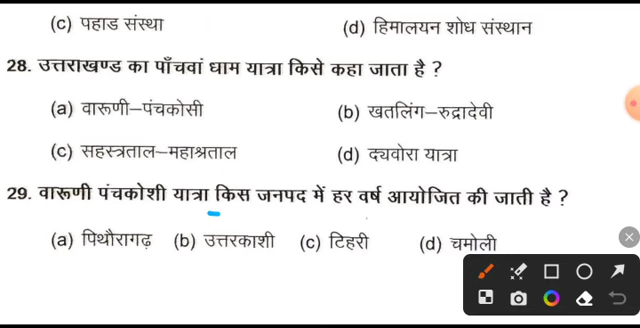 (c) पहाड संस्था (d) हिमालयन शोध संस्थान
28. उत्तराखण्ड का पाँचवां धाम यात्रा किसे कहा जाता है ?
(a) वारूणी–पंचकोसी (b) खतलिंग–रुद्रादेवी
(c) सहस्त्रताल–महाश्रताल (d) दयवोरा यात्रा
29. वारूणी पंचकोशी यात्रा किस जनपद में हर वर्ष आयोजित की जाती है ?
(a) पिथौरागढ़ (b) उत्तरकाशी (c) टिहरी (d) चमोली